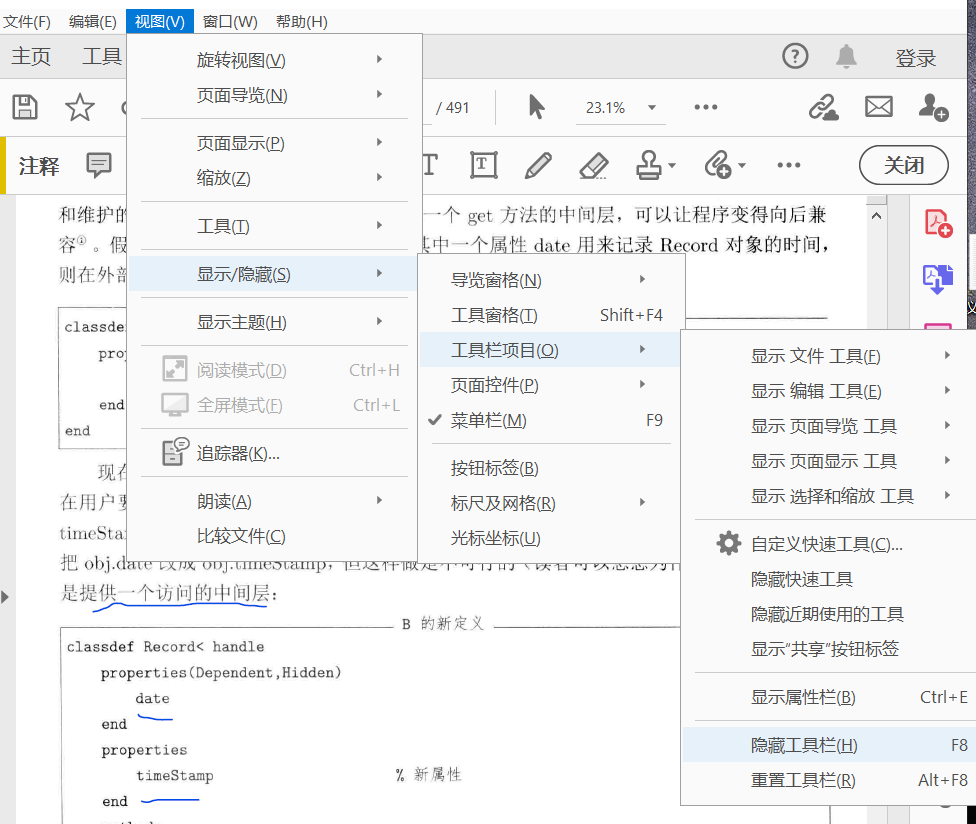 文件(F) 编辑(E) 视图(V) 窗口(W) 帮助(H)
主页 工具 登录
/ 491 23.1%
注释 关闭
旋转视图(V)
页面导览(N)
页面显示(P)
缩放(Z)
工具(T)
显示/隐藏(S)
显示主题(H)
阅读模式(D) Ctrl+H
全屏模式(F) Ctrl+L
追踪器(K)...
朗读(A)
比较文件(C)
导览窗格(N)
工具窗格(T) Shift+F4
工具栏项目(O)
页面控件(P)
菜单栏(M) F9
按钮标签(B)
标尺及网格(R)
光标坐标(U)
显示 文件 工具(F)
显示 编辑 工具(E)
显示 页面导览 工具
显示 页面显示 工具
显示 选择和缩放 工具
自定义快速工具(C)...
隐藏快速工具
隐藏近期使用的工具
显示“共享”按钮标签
显示属性栏(B) Ctrl+E
隐藏工具栏(H) F8
重置工具栏(R) Alt+F8
和维护的 一个 get 方法的中间层，可以让程序变得向后兼
容①。假 其中一个属性 date 用来记录 Record 对象的时间，
则在外部
classde
pro
end
end
现在
在用户要
timeSta
把 obj.date 改成 obj.timeStamp，但这样做是不可行的
是提供一个访问的中间层：
B 的新定义
classdef Record< handle
properties(Dependent,Hidden)
date
end
properties
timeStamp % 新属性
end